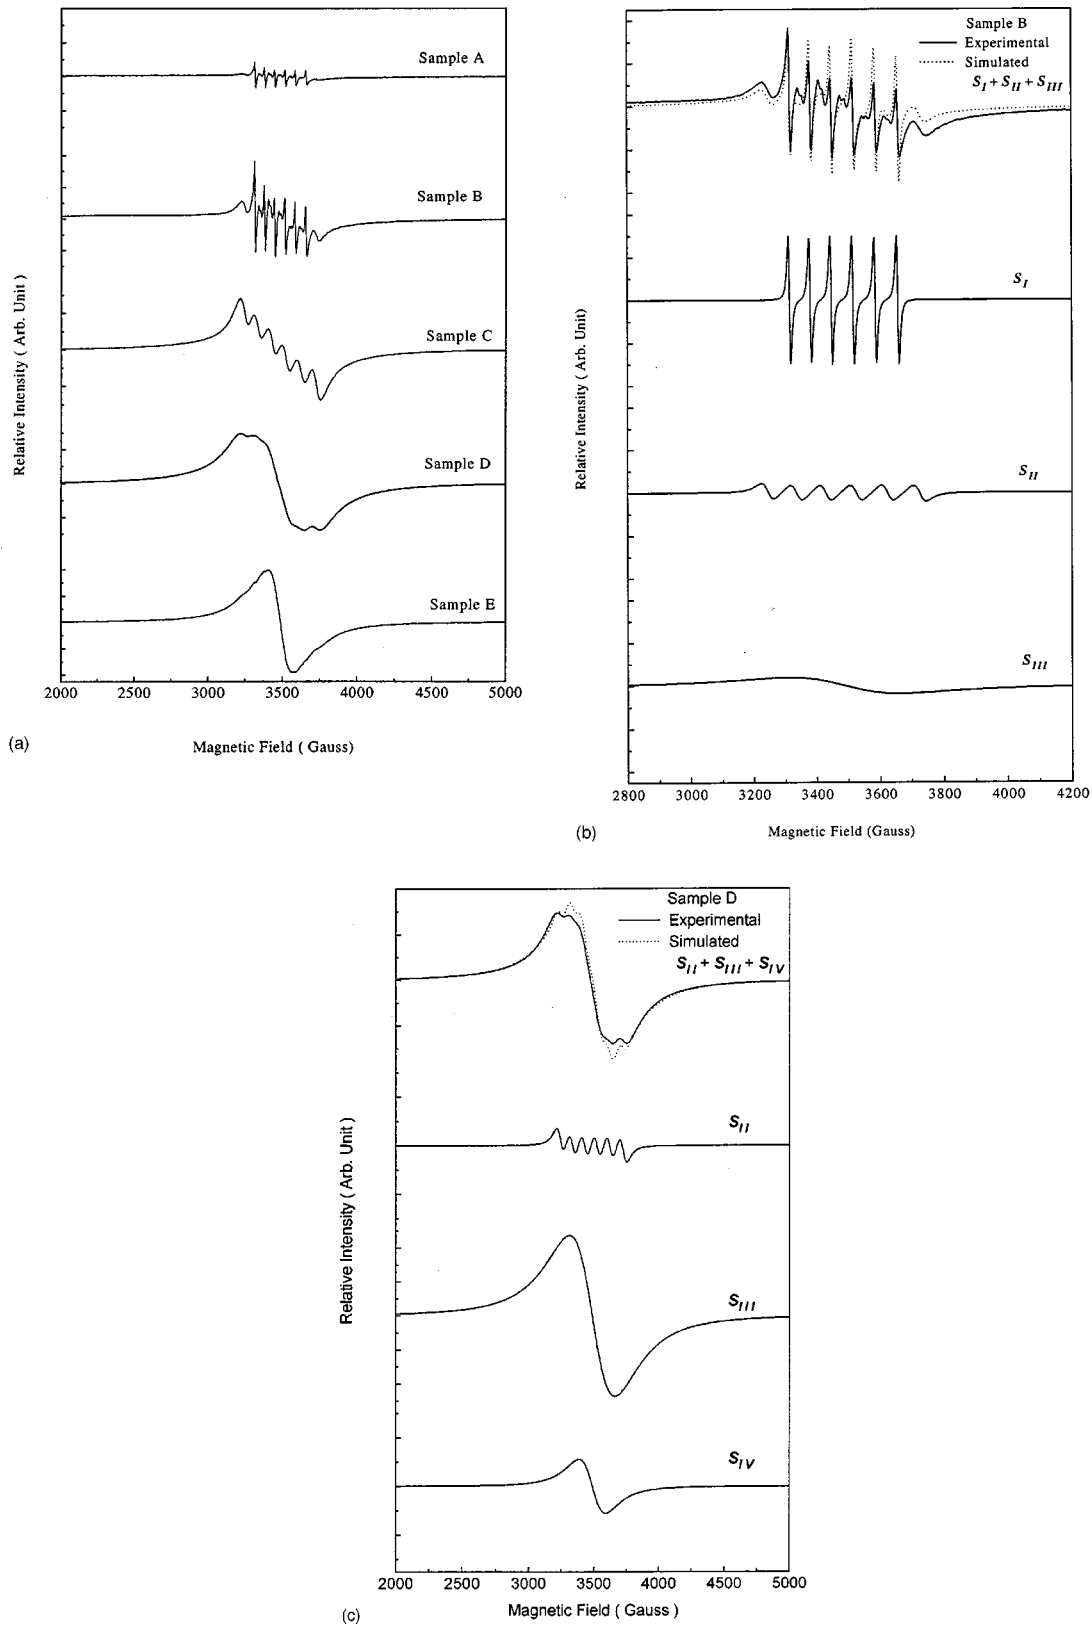 Sample A
Sample B
Sample C
Sample D
Sample E
Relative Intensity ( Arb. Unit )
2000 2500 3000 3500 4000 4500 5000
Magnetic Field ( Gauss)
(a)
Sample B
Experimental
Simulated
S_I + S_II + S_III
S_I
S_II
S_III
Relative Intensity ( Arb. Unit)
2800 3000 3200 3400 3600 3800 4000 4200
Magnetic Field (Gauss)
(b)
Sample D
Experimental
Simulated
S_II + S_III + S_IV
S_II
S_III
S_IV
Relative Intensity ( Arb. Unit )
2000 2500 3000 3500 4000 4500 5000
Magnetic Field ( Gauss )
(c)